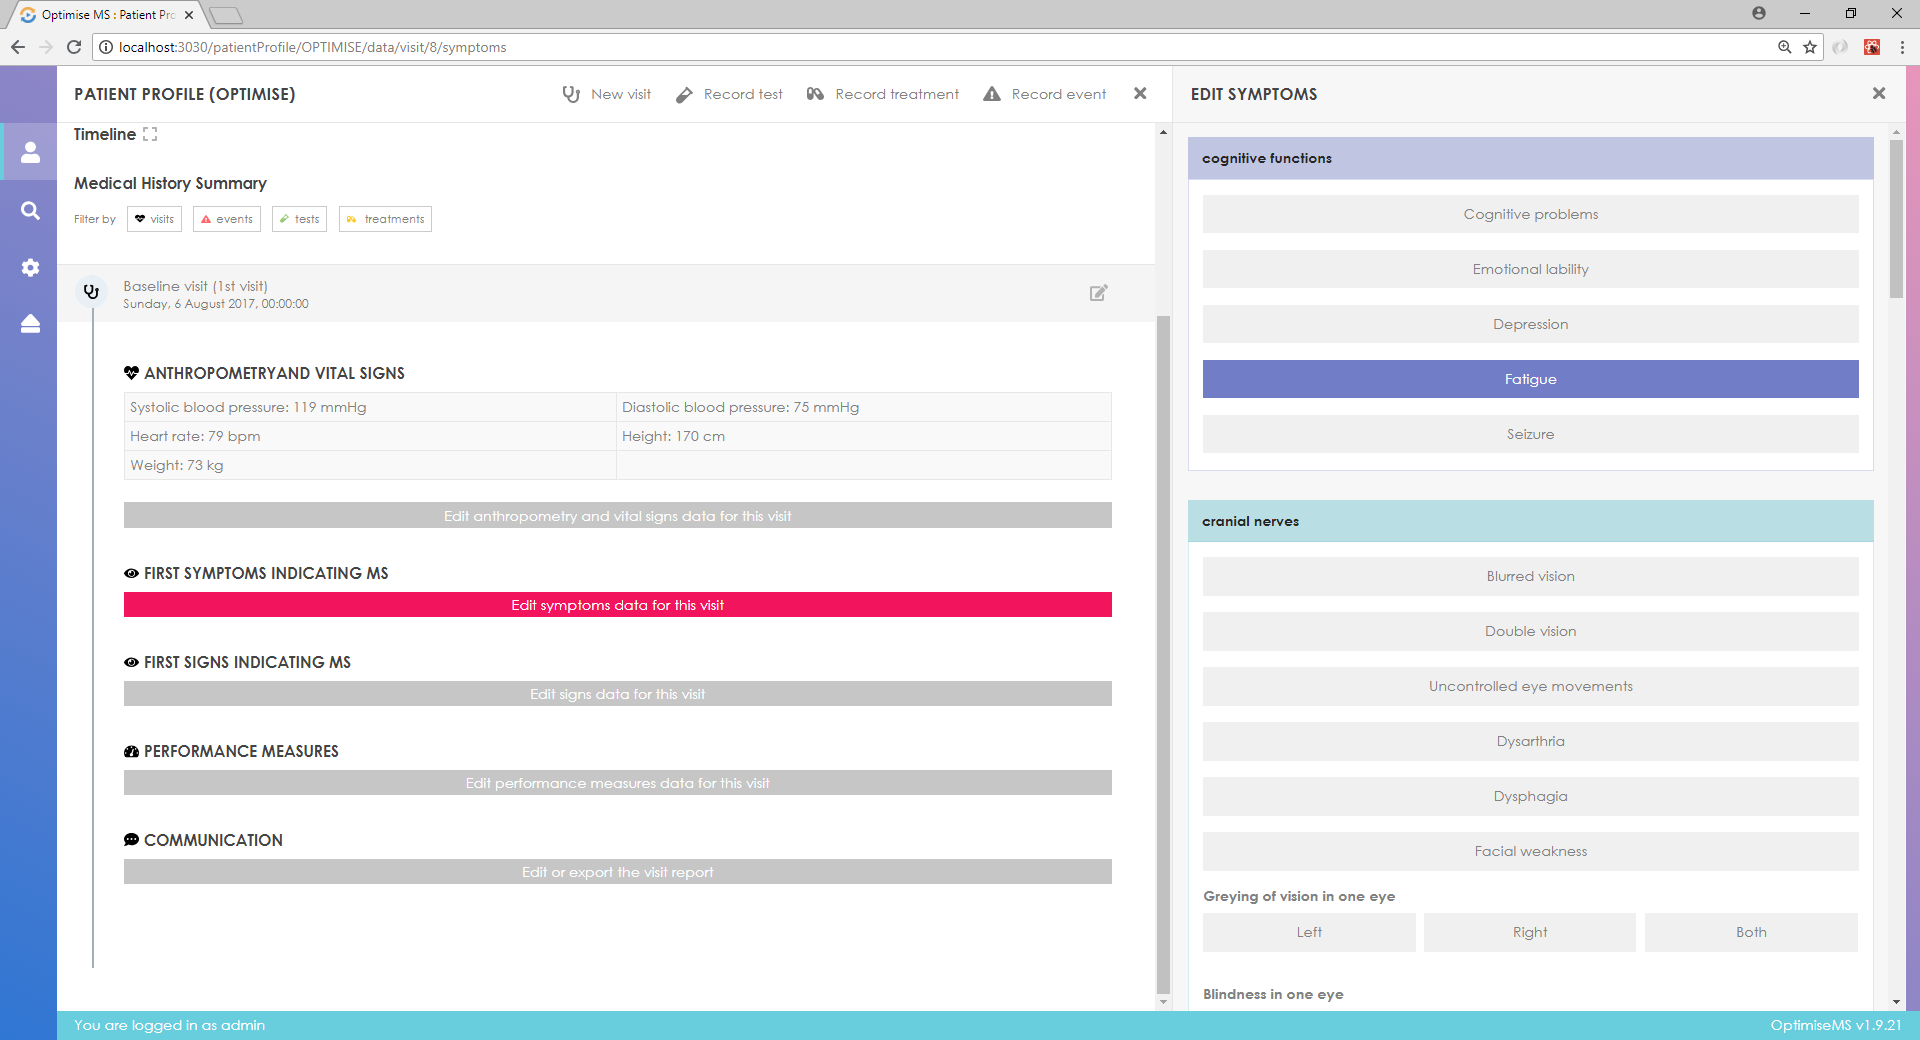 Optimise MS : Patient Pro
localhost:3030/patientProfile/OPTIMISE/data/visit/8/symptoms
PATIENT PROFILE (OPTIMISE)
New visit
Record test
Record treatment
Record event
Timeline
Medical History Summary
Filter by
visits
events
tests
treatments
Baseline visit (1st visit)
Sunday, 6 August 2017, 00:00:00
ANTHROPOMETRYAND VITAL SIGNS
Systolic blood pressure: 119 mmHg
Diastolic blood pressure: 75 mmHg
Heart rate: 79 bpm
Height: 170 cm
Weight: 73 kg
Edit anthropometry and vital signs data for this visit
FIRST SYMPTOMS INDICATING MS
Edit symptoms data for this visit
FIRST SIGNS INDICATING MS
Edit signs data for this visit
PERFORMANCE MEASURES
Edit performance measures data for this visit
COMMUNICATION
Edit or export the visit report
EDIT SYMPTOMS
cognitive functions
Cognitive problems
Emotional lability
Depression
Fatigue
Seizure
cranial nerves
Blurred vision
Double vision
Uncontrolled eye movements
Dysarthria
Dysphagia
Facial weakness
Greying of vision in one eye
Left
Right
Both
Blindness in one eye
You are logged in as admin
OptimiseMS v1.9.21